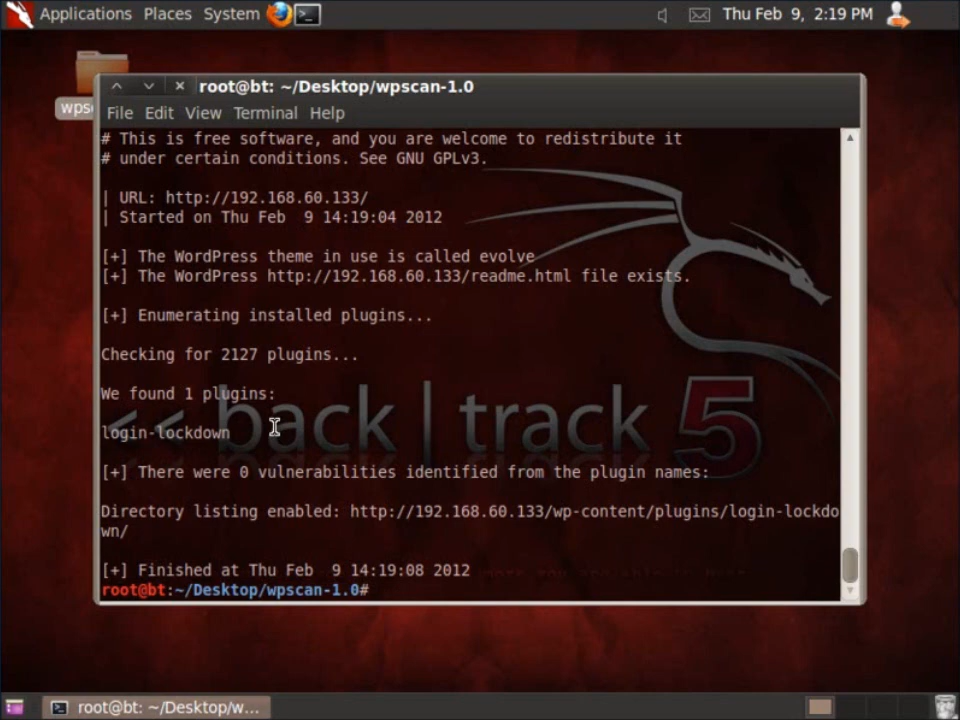 Applications Places System Thu Feb 9, 2:19 PM
root@bt: ~/Desktop/wpscan-1.0
wps
File Edit View Terminal Help
# This is free software, and you are welcome to redistribute it
# under certain conditions. See GNU GPLv3.
| URL: http://192.168.60.133/
| Started on Thu Feb  9 14:19:04 2012
[+] The WordPress theme in use is called evolve
[+] The WordPress http://192.168.60.133/readme.html file exists.
[+] Enumerating installed plugins...
Checking for 2127 plugins...
We found 1 plugins:
<< back | track 5
login-lockdown
[+] There were 0 vulnerabilities identified from the plugin names:
Directory listing enabled: http://192.168.60.133/wp-content/plugins/login-lockdo
wn/
[+] Finished at Thu Feb  9 14:19:08 2012
root@bt:~/Desktop/wpscan-1.0#
root@bt: ~/Desktop/w...